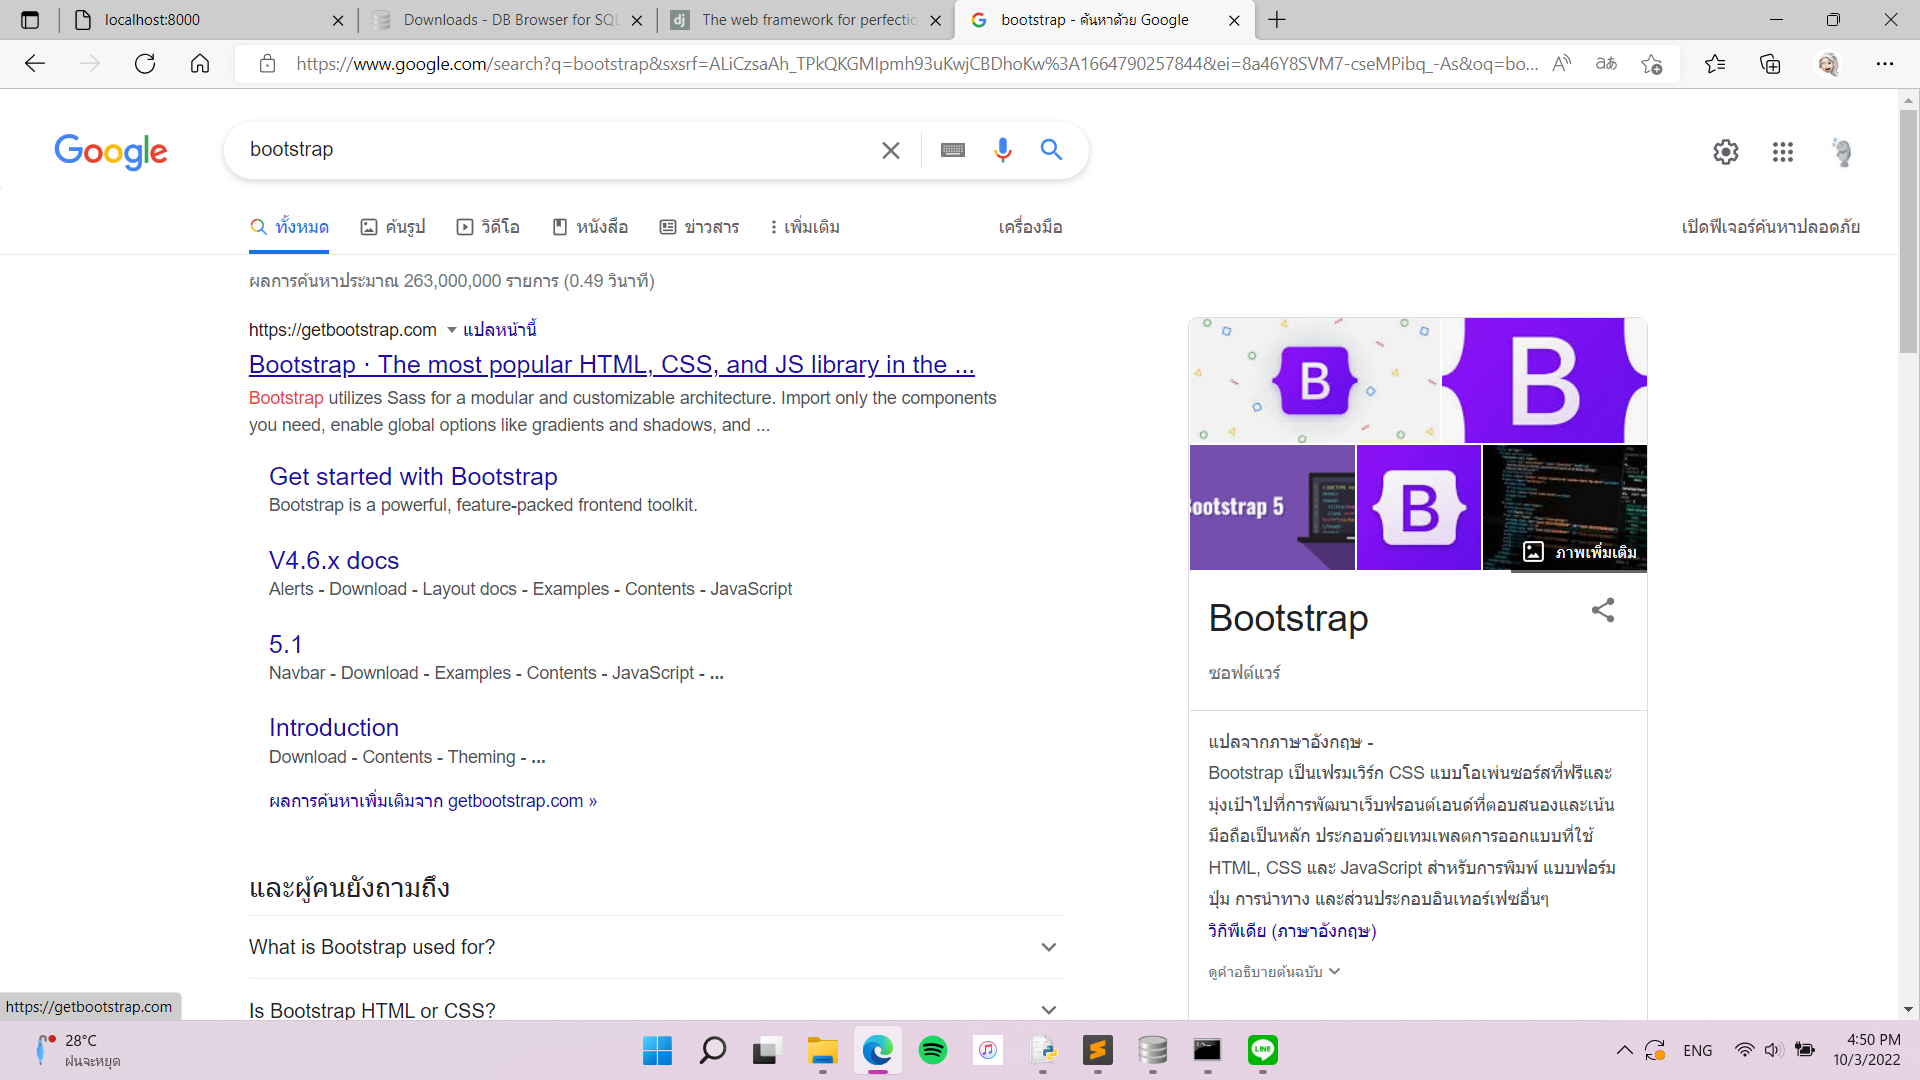 localhost:8000
Downloads - DB Browser for SQL
The web framework for perfectio
bootstrap - ค้นหาด้วย Google
https://www.google.com/search?q=bootstrap&sxsrf=ALiCzsaAh_TPkQKGMIpmh93uKwjCBDhoKw%3A1664790257844&ei=8a46Y8SVM7-cseMPibq_-As&oq=bo...
Google
bootstrap
ทั้งหมด
ค้นรูป
วิดีโอ
หนังสือ
ข่าวสาร
เพิ่มเติม
เครื่องมือ
เปิดฟีเจอร์ค้นหาปลอดภัย
ผลการค้นหาประมาณ 263,000,000 รายการ (0.49 วินาที)
https://getbootstrap.com แปลหน้านี้
Bootstrap · The most popular HTML, CSS, and JS library in the ...
Bootstrap utilizes Sass for a modular and customizable architecture. Import only the components
you need, enable global options like gradients and shadows, and ...
Get started with Bootstrap
Bootstrap is a powerful, feature-packed frontend toolkit.
V4.6.x docs
Alerts - Download - Layout docs - Examples - Contents - JavaScript
5.1
Navbar - Download - Examples - Contents - JavaScript - ...
Introduction
Download - Contents - Theming - ...
ผลการค้นหาเพิ่มเติมจาก getbootstrap.com »
และผู้คนยังถามถึง
What is Bootstrap used for?
Is Bootstrap HTML or CSS?
B
B
Bootstrap 5
B
ภาพเพิ่มเติม
Bootstrap
ซอฟต์แวร์
แปลจากภาษาอังกฤษ -
Bootstrap เป็นเฟรมเวิร์ก CSS แบบโอเพ่นซอร์สที่ฟรีและ
มุ่งเป้าไปที่การพัฒนาเว็บฟรอนต์เอนด์ที่ตอบสนองและเน้น
มือถือเป็นหลัก ประกอบด้วยเทมเพลตการออกแบบที่ใช้
HTML, CSS และ JavaScript สำหรับการพิมพ์ แบบฟอร์ม
ปุ่ม การนำทาง และส่วนประกอบอินเทอร์เฟซอื่นๆ
วิกิพีเดีย (ภาษาอังกฤษ)
ดูคำอธิบายต้นฉบับ
https://getbootstrap.com
28°C
ฝนจะหยุด
ENG
4:50 PM
10/3/2022